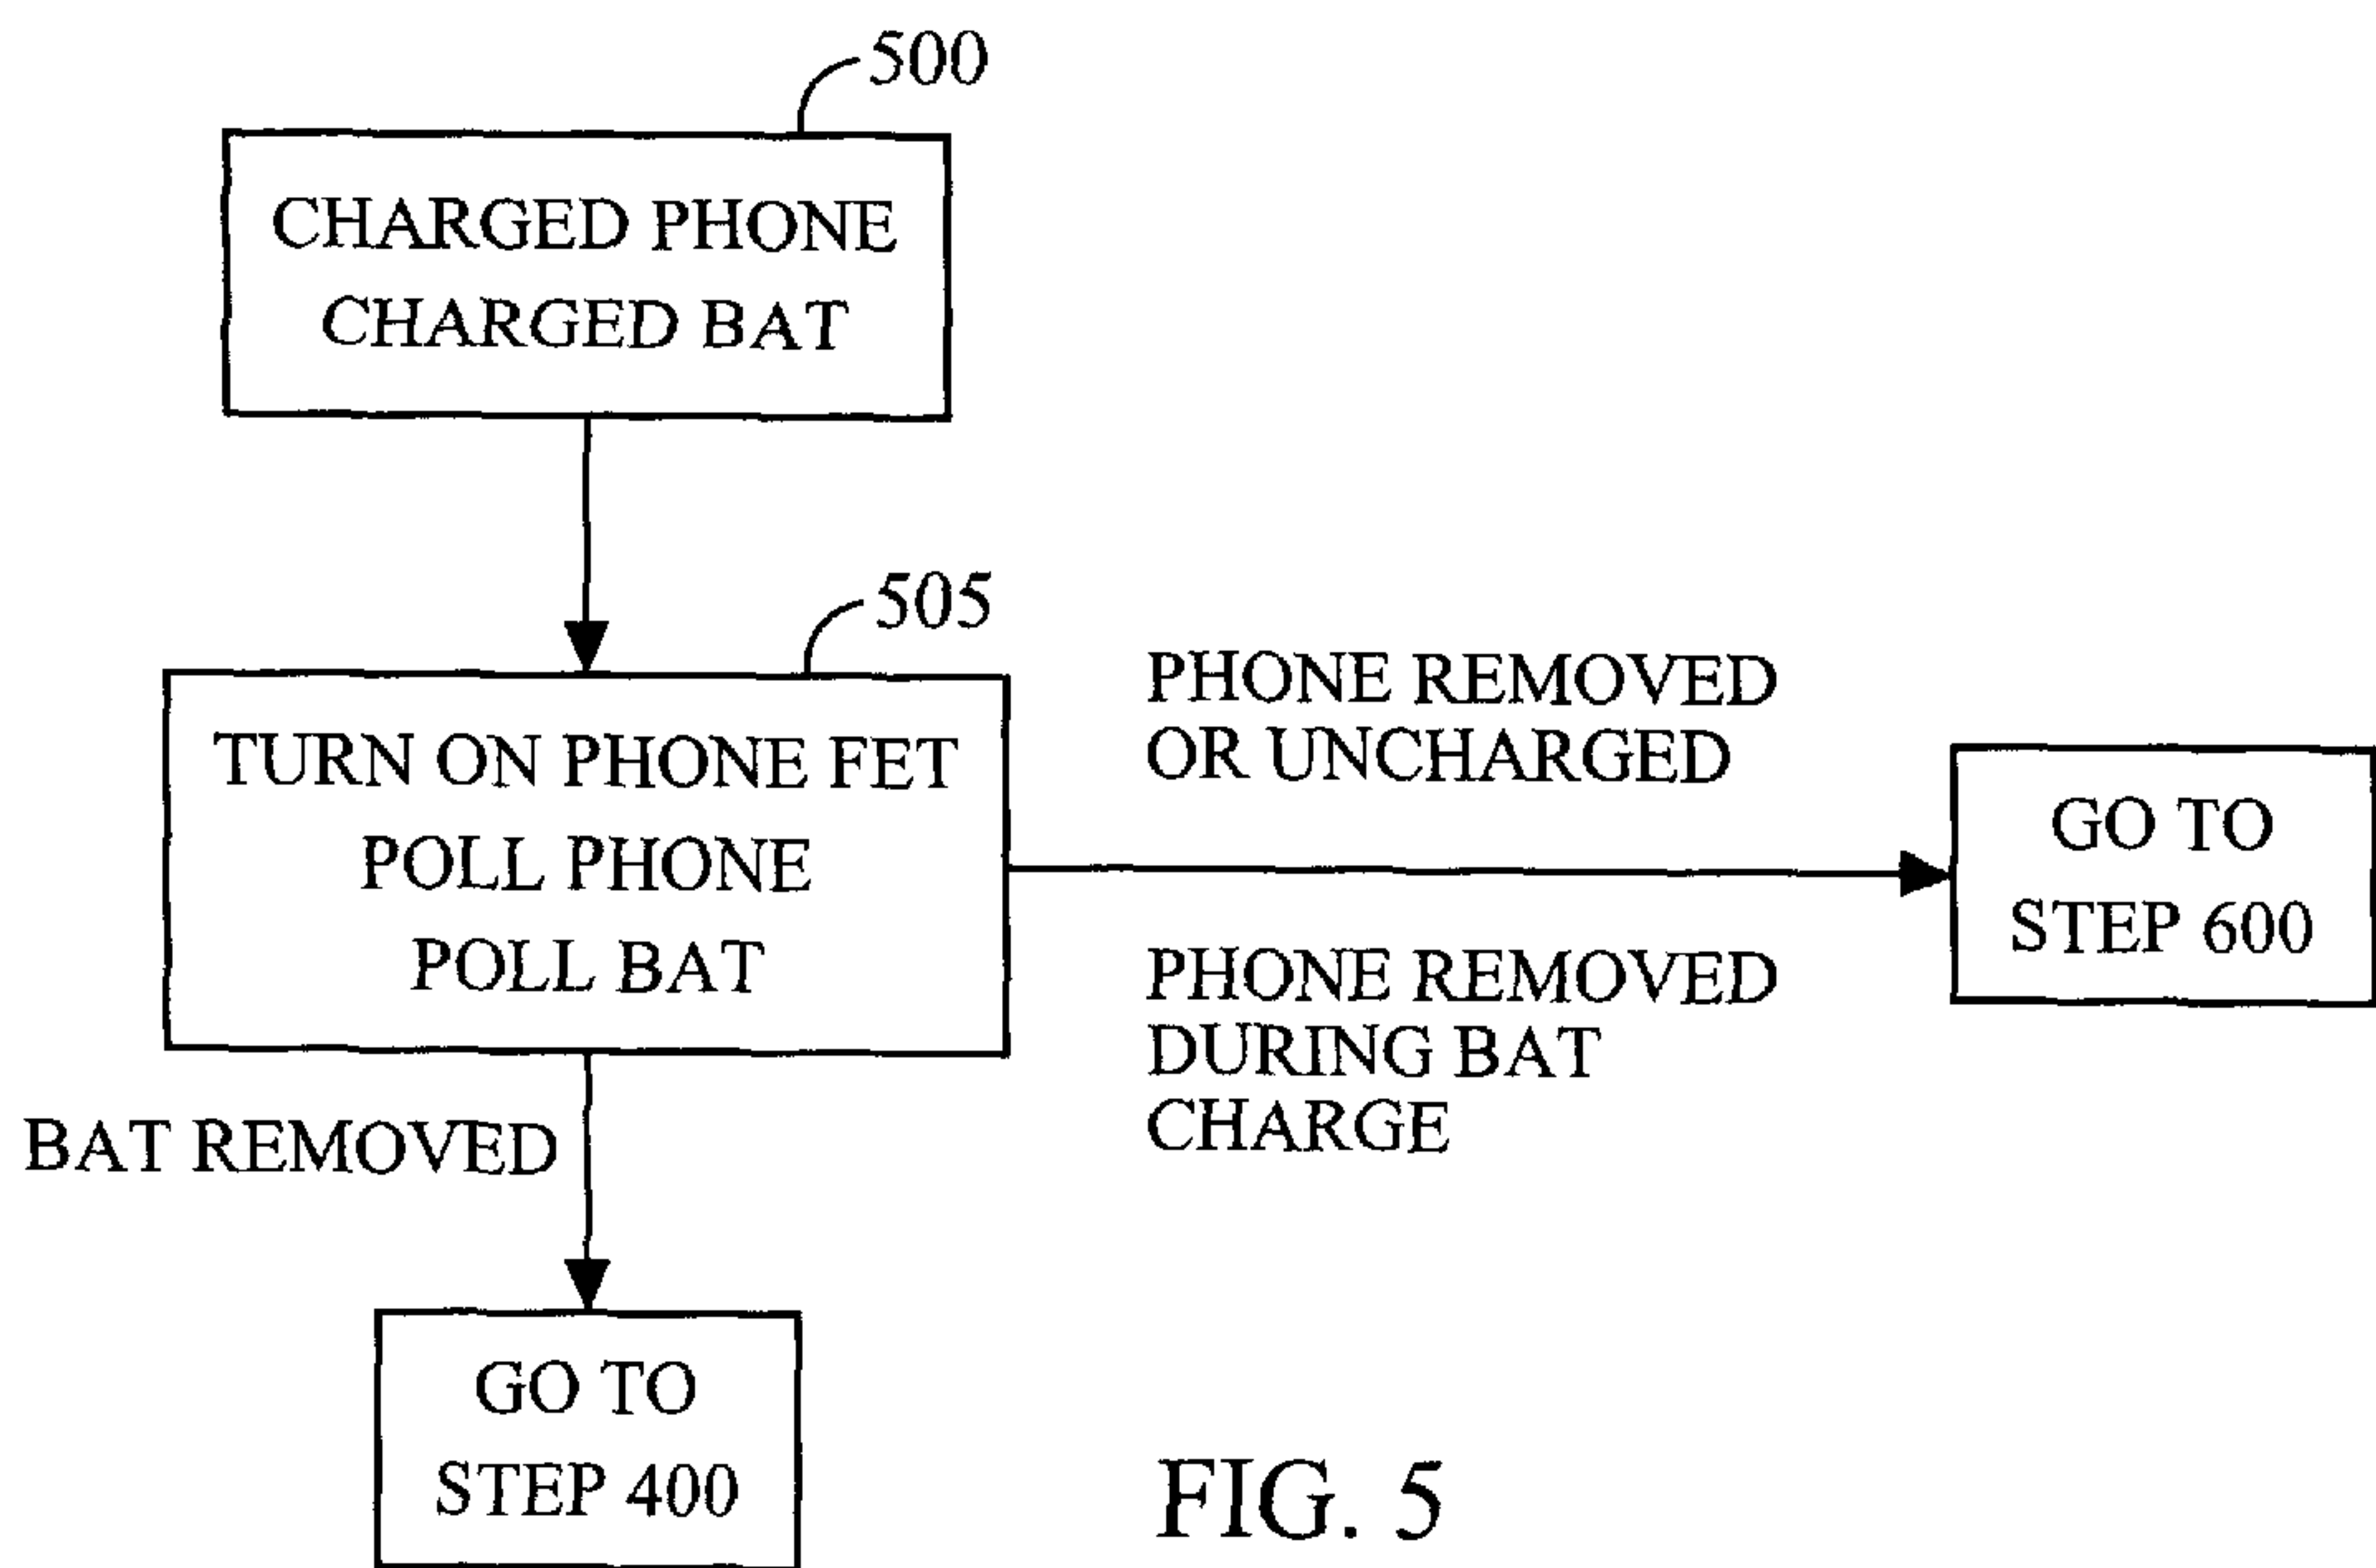 500
CHARGED PHONE
CHARGED BAT
505
TURN ON PHONE FET
POLL PHONE
POLL BAT
PHONE REMOVED
OR UNCHARGED
PHONE REMOVED
DURING BAT
CHARGE
GO TO
STEP 600
BAT REMOVED
GO TO
STEP 400
FIG. 5